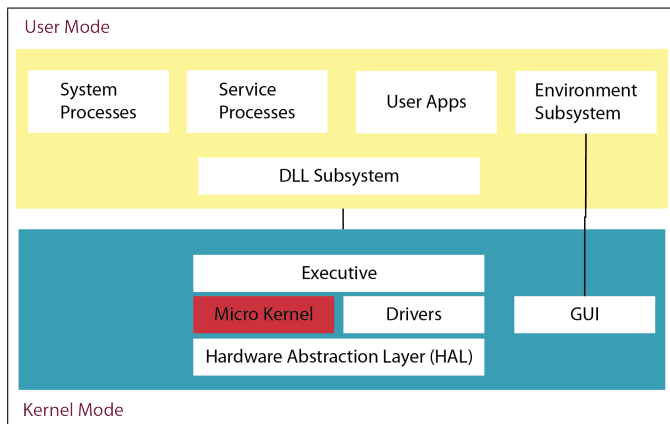 User Mode
System
Processes
Service
Processes
User Apps
Environment
Subsystem
DLL Subsystem
Executive
Micro Kernel
Drivers
GUI
Hardware Abstraction Layer (HAL)
Kernel Mode